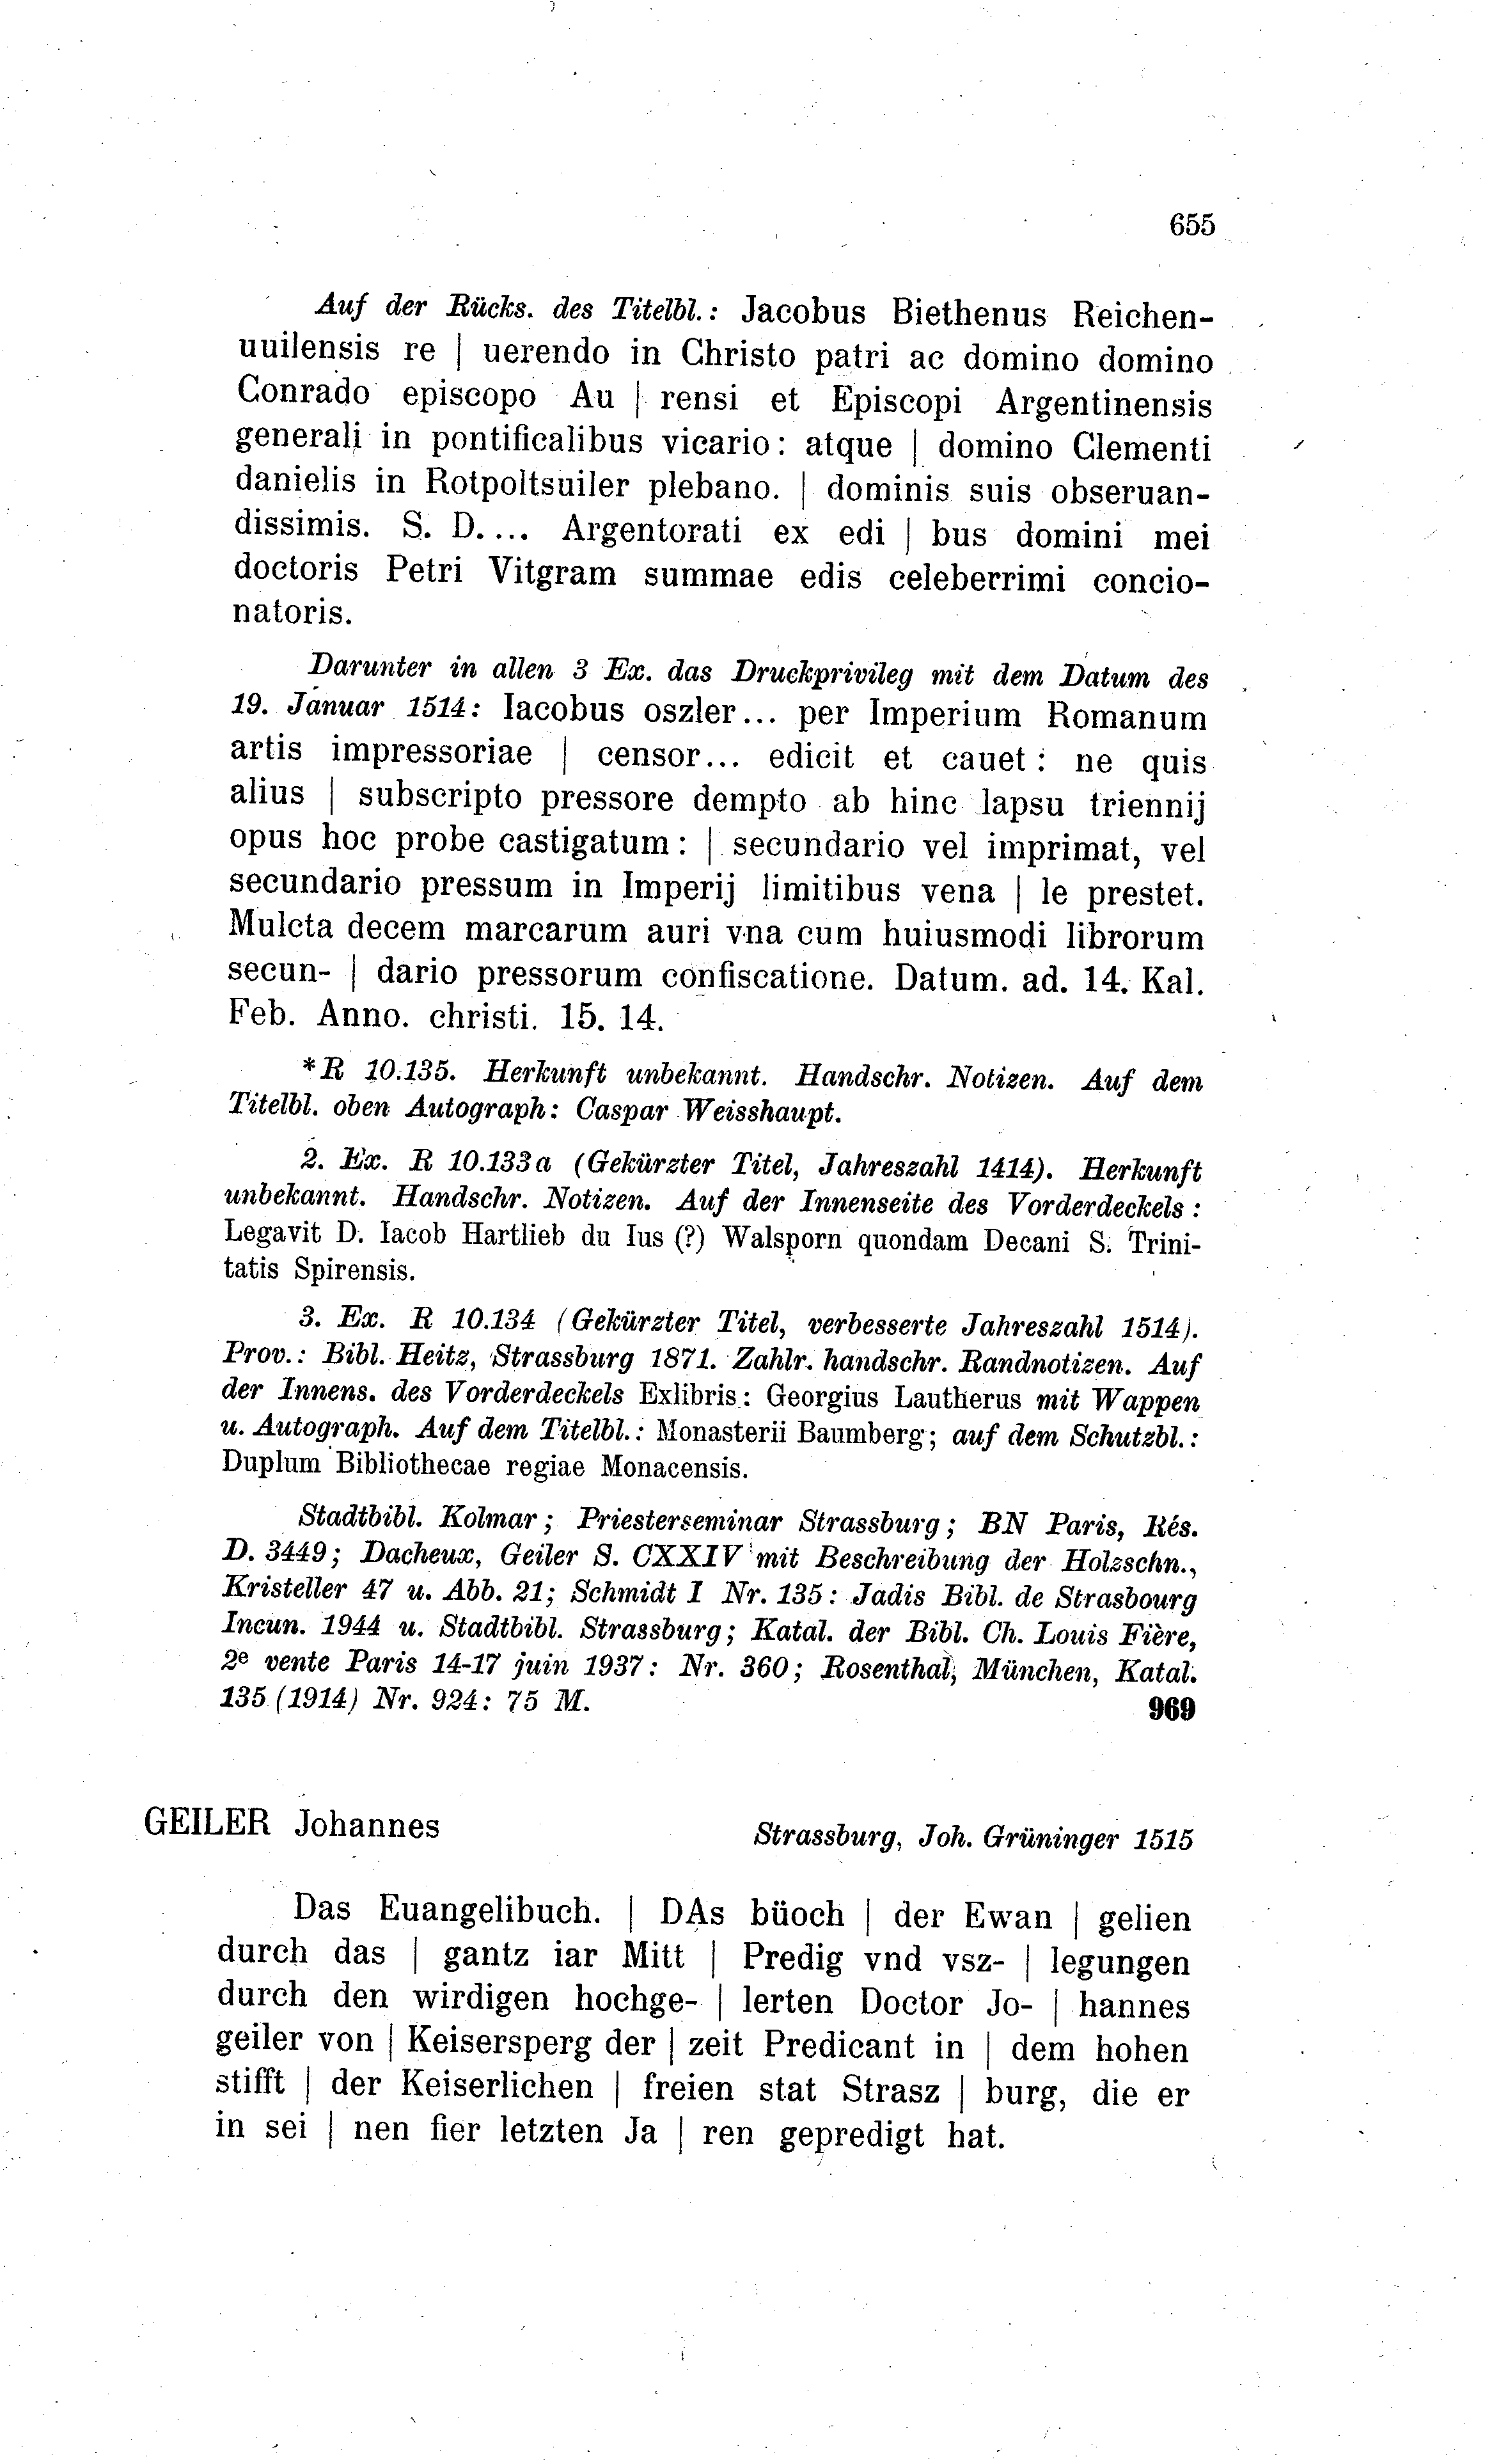 655
Auf der Rücks. des Titelbl.: Jacobus Biethenus Reichen-
uuilensis re | uerendo in Christo patri ac domino domino
Conrado episcopo Au | rensi et Episcopi Argentinensis
generali in pontificalibus vicario: atque | domino Clementi
danielis in Rotpoltsuiler plebano. | dominis suis obseruan-
dissimis. S. D.... Argentorati ex edi | bus domini mei
doctoris Petri Vitgram summae edis celeberrimi concio-
natoris.
Darunter in allen 3 Ex. das Druckprivileg mit dem Datum des
19. Januar 1514: Iacobus oszler... per Imperium Romanum
artis impressoriae | censor... edicit et cauet: ne quis
alius | subscripto pressore dempto ab hinc lapsu triennij
opus hoc probe castigatum: | secundario vel imprimat, vel
secundario pressum in Imperij limitibus vena | le prestet.
Mulcta decem marcarum auri vna cum huiusmodi librorum
secun- | dario pressorum confiscatione. Datum. ad. 14. Kal.
Feb. Anno. christi. 15. 14.
*R 10.135. Herkunft unbekannt. Handschr. Notizen. Auf dem
Titelbl. oben Autograph: Caspar Weisshaupt.
2. Ex. R 10.133a (Gekürzter Titel, Jahreszahl 1414). Herkunft
unbekannt. Handschr. Notizen. Auf der Innenseite des Vorderdeckels:
Legavit D. Iacob Hartlieb du Ius (?) Walsporn quondam Decani S. Trini-
tatis Spirensis.
3. Ex. R 10.134 (Gekürzter Titel, verbesserte Jahreszahl 1514).
Prov.: Bibl. Heitz, Strassburg 1871. Zahlr. handschr. Randnotizen. Auf
der Innens. des Vorderdeckels Exlibris: Georgius Lautherus mit Wappen
u. Autograph. Auf dem Titelbl.: Monasterii Baumberg; auf dem Schutzbl.:
Duplum Bibliothecae regiae Monacensis.
Stadtbibl. Kolmar; Priesterseminar Strassburg; BN Paris, Rés.
D. 3449; Dacheux, Geiler S. CXXIV mit Beschreibung der Holzschn.,
Kristeller 47 u. Abb. 21; Schmidt I Nr. 135: Jadis Bibl. de Strasbourg
Incun. 1944 u. Stadtbibl. Strassburg; Katal. der Bibl. Ch. Louis Fière,
2e vente Paris 14-17 juin 1937: Nr. 360; Rosenthal, München, Katal.
135 (1914) Nr. 924: 75 M. 969
GEILER Johannes Strassburg, Joh. Grüninger 1515
Das Euangelibuch. | DAs büoch | der Ewan | gelien
durch das | gantz iar Mitt | Predig vnd vsz- | legungen
durch den wirdigen hochge- | lerten Doctor Jo- | hannes
geiler von | Keisersperg der | zeit Predicant in | dem hohen
stifft | der Keiserlichen | freien stat Strasz | burg, die er
in sei | nen fier letzten Ja | ren gepredigt hat.